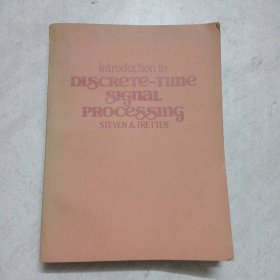 Introduction to
DISCRETE-TIME
SIGNAL
PROCESSING
STEVEN A. TRETTER